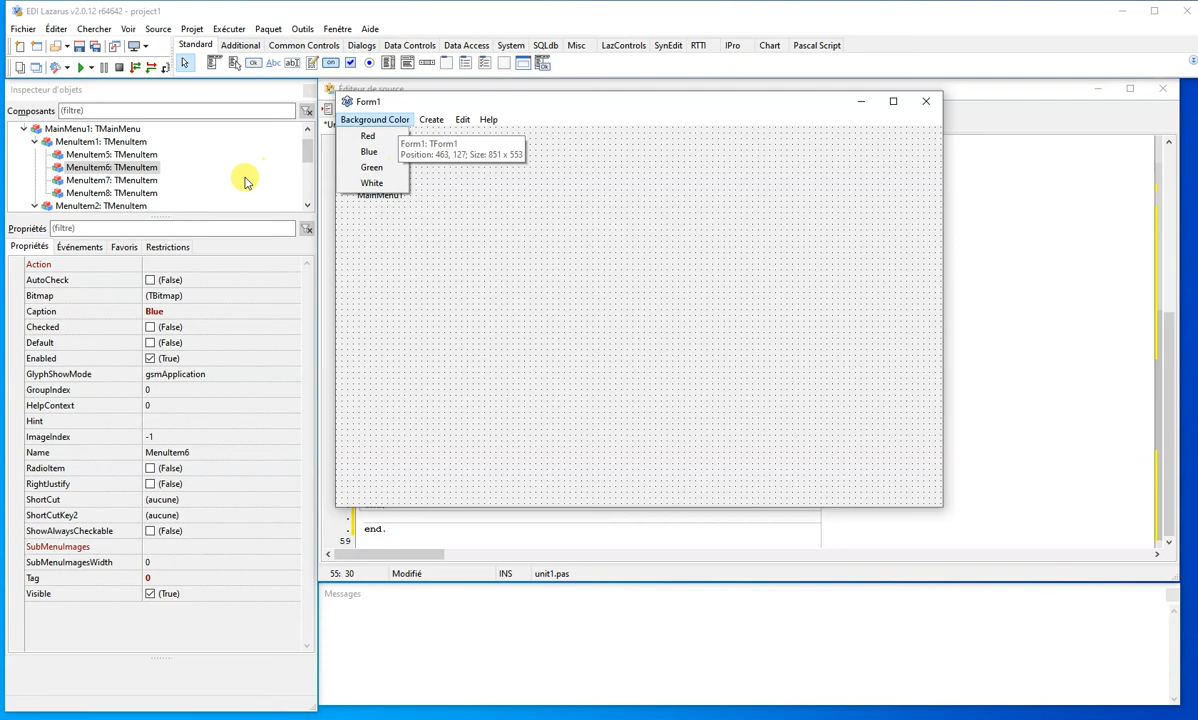 EDI Lazarus v2.0.12 r64642 - project1
Fichier Éditer Chercher Voir Source Projet Exécuter Paquet Outils Fenêtre Aide
Standard Additional Common Controls Dialogs Data Controls Data Access System SQLdb Misc LazControls SynEdit RTTI IPro Chart Pascal Script
Ok Abc ab on
Inspecteur d'objets
Éditeur de source
Composants (filtre)
MainMenu1: TMainMenu
MenuItem1: TMenuItem
MenuItem5: TMenuItem
MenuItem6: TMenuItem
MenuItem7: TMenuItem
MenuItem8: TMenuItem
MenuItem2: TMenuItem
Propriétés (filtre)
Propriétés Événements Favoris Restrictions
Action
AutoCheck (False)
Bitmap (TBitmap)
Caption Blue
Checked (False)
Default (False)
Enabled (True)
GlyphShowMode gsmApplication
GroupIndex 0
HelpContext 0
Hint
ImageIndex -1
Name MenuItem6
RadioItem (False)
RightJustify (False)
ShortCut (aucune)
ShortCutKey2 (aucune)
ShowAlwaysCheckable (False)
SubMenuImages
SubMenuImagesWidth 0
Tag 0
Visible (True)
Form1
Background Color Create Edit Help
Red
Blue
Green
White
Form1: TForm1
Position: 463, 127; Size: 851 x 553
MainMenu1
end.
59
55: 30 Modifié INS unit1.pas
Messages